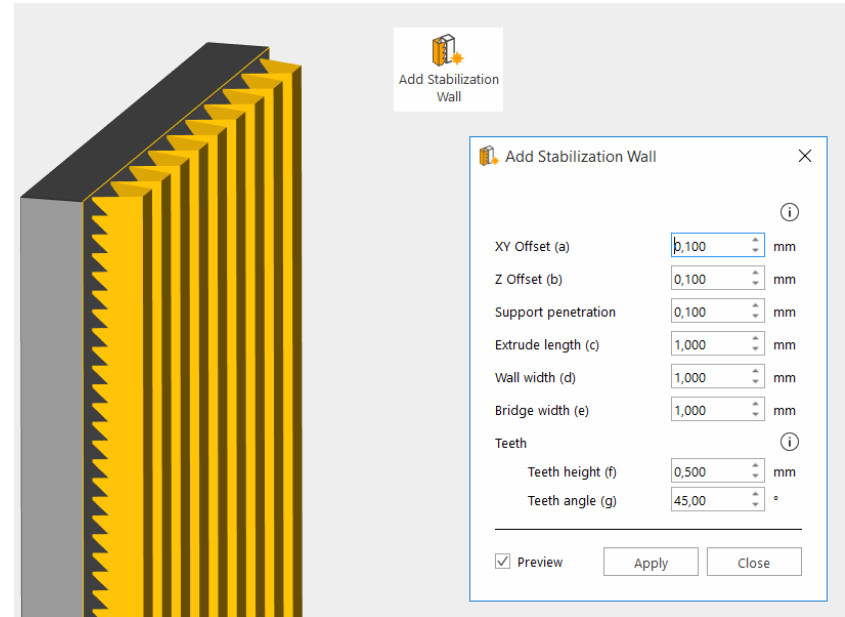 Add Stabilization
Wall
Add Stabilization Wall
XY Offset (a) 0,100 mm
Z Offset (b) 0,100 mm
Support penetration 0,100 mm
Extrude length (c) 1,000 mm
Wall width (d) 1,000 mm
Bridge width (e) 1,000 mm
Teeth
Teeth height (f) 0,500 mm
Teeth angle (g) 45,00 °
Preview Apply Close